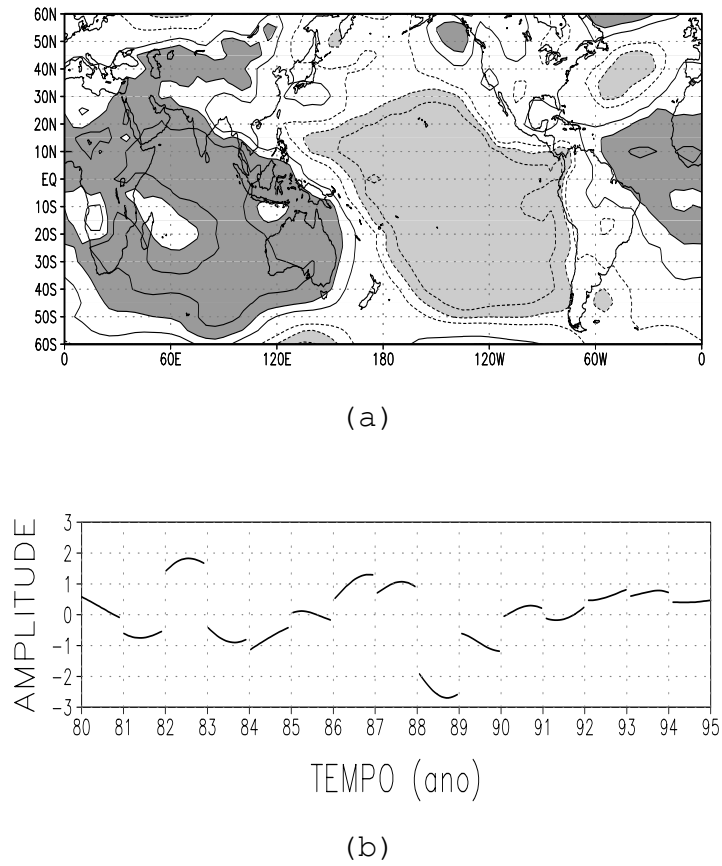 60N
50N
40N
30N
20N
10N
EQ
10S
20S
30S
40S
50S
60S
0 60E 120E 180 120W 60W 0
(a)
AMPLITUDE
3
2
1
0
-1
-2
-3
80 81 82 83 84 85 86 87 88 89 90 91 92 93 94 95
TEMPO (ano)
(b)